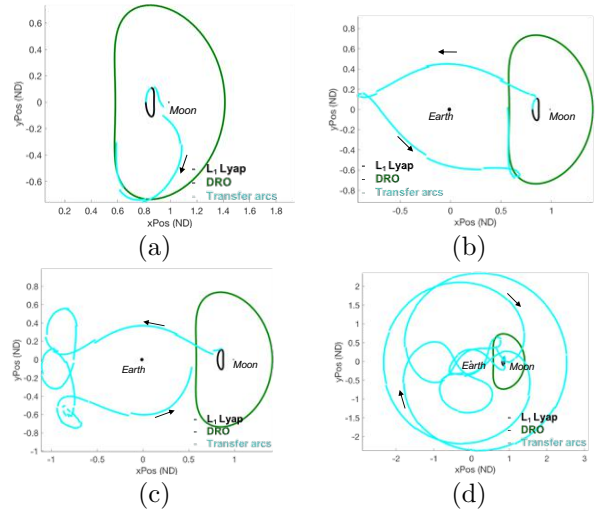 0.6
0.4
0.2
0
-0.2
-0.4
-0.6
yPos (ND)
Moon
L1 Lyap
DRO
Transfer arcs
0.2 0.4 0.6 0.8 1 1.2 1.4 1.6 1.8
xPos (ND)
(a)
0.8
0.6
0.4
0.2
0
-0.2
-0.4
-0.6
-0.8
yPos (ND)
Earth
Moon
L1 Lyap
DRO
Transfer arcs
-0.5 0 0.5 1
xPos (ND)
(b)
1
0.8
0.6
0.4
0.2
0
-0.2
-0.4
-0.6
-0.8
-1
yPos (ND)
Earth
Moon
L1 Lyap
DRO
Transfer arcs
-1 -0.5 0 0.5 1
xPos (ND)
(c)
2
1.5
1
0.5
0
-0.5
-1
-1.5
-2
yPos (ND)
Earth
Moon
L1 Lyap
DRO
Transfer arcs
-2 -1 0 1 2 3
xPos (ND)
(d)